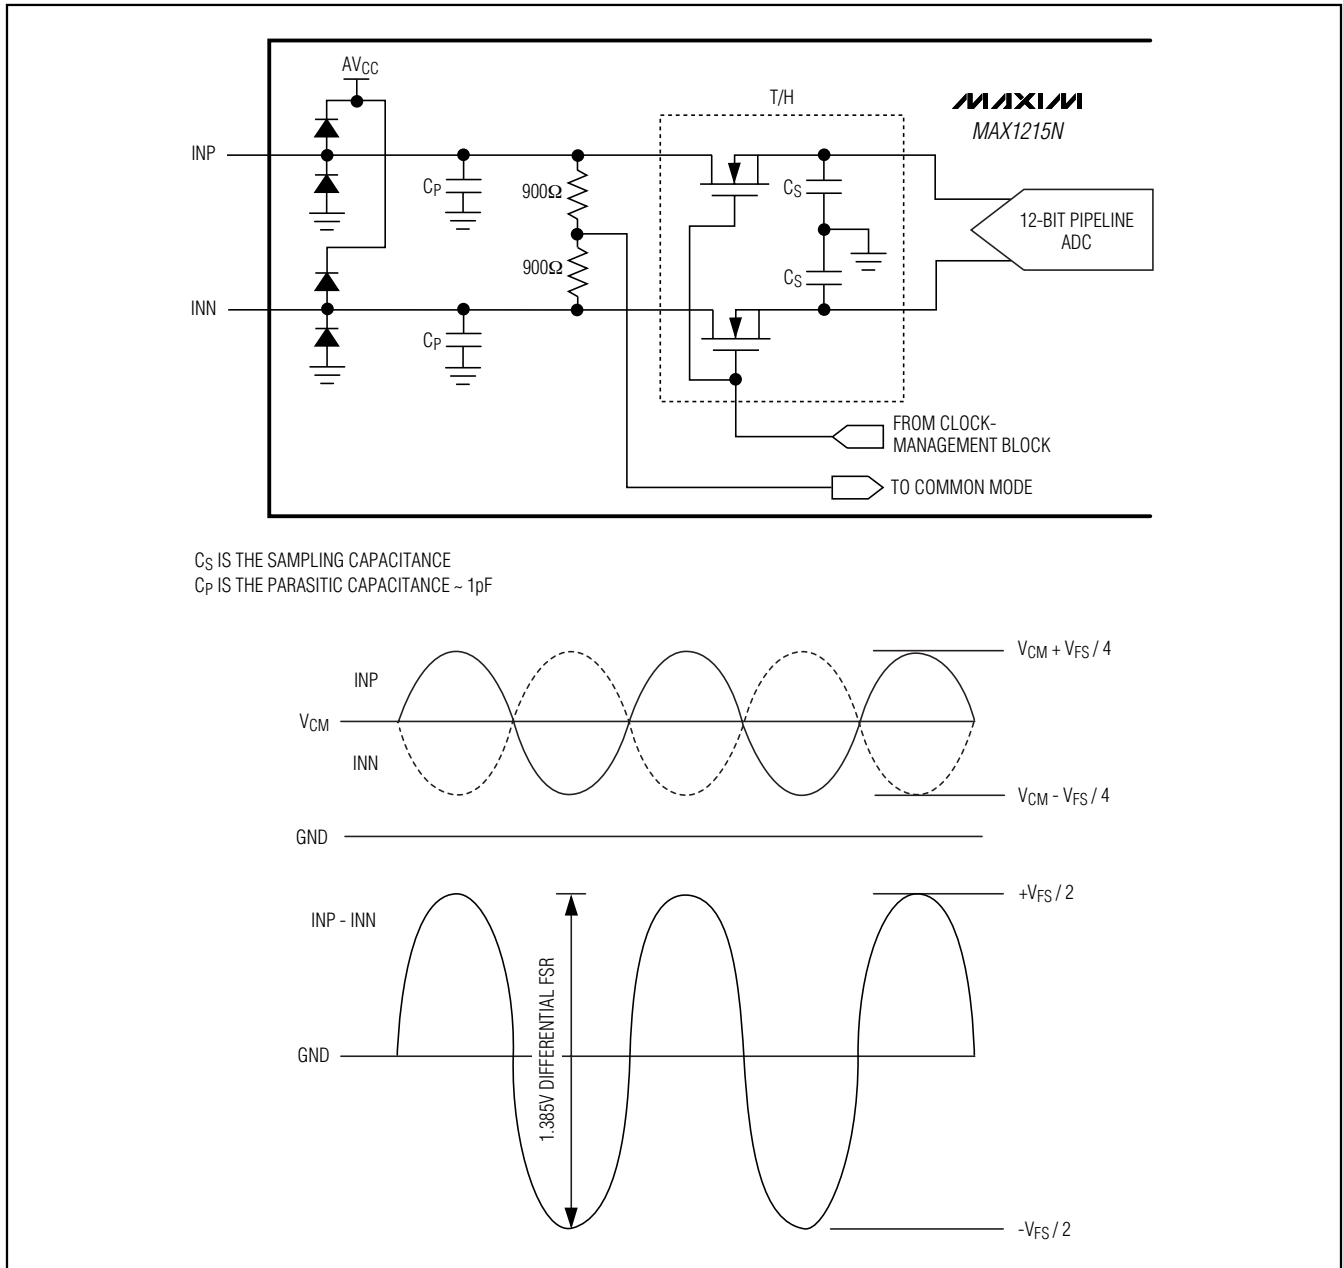 AVCC
T/H
MAXIM
MAX1215N
INP
CP
900Ω
CS
12-BIT PIPELINE
ADC
900Ω
CS
INN
CP
FROM CLOCK-
MANAGEMENT BLOCK
TO COMMON MODE
CS IS THE SAMPLING CAPACITANCE
CP IS THE PARASITIC CAPACITANCE ~ 1pF
VCM + VFS / 4
INP
VCM
INN
VCM - VFS / 4
GND
+VFS / 2
INP - INN
1.385V DIFFERENTIAL FSR
GND
-VFS / 2